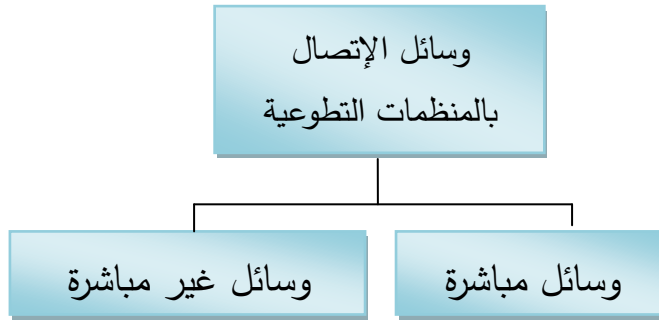 وسائل الإتصال
بالمنظمات التطوعية
وسائل مباشرة
وسائل غير مباشرة